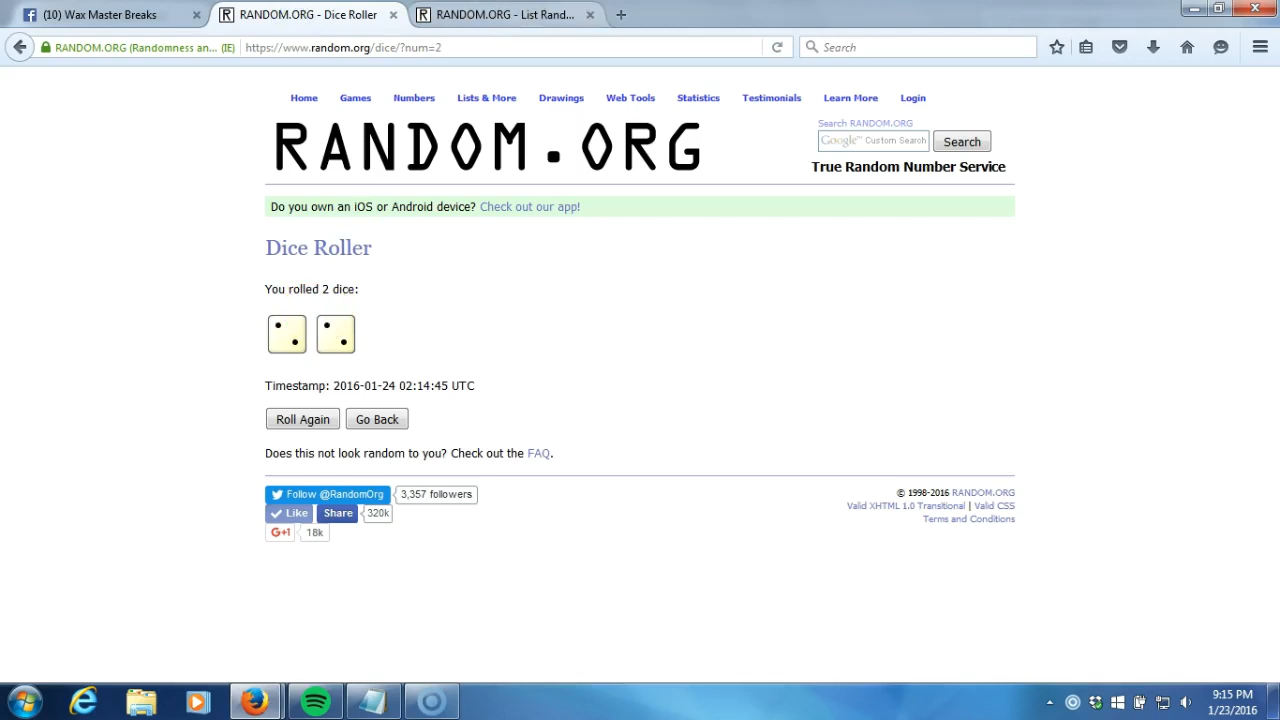 (10) Wax Master Breaks
RANDOM.ORG - Dice Roller
RANDOM.ORG - List Rand...
RANDOM.ORG (Randomness an... (IE)
https://www.random.org/dice/?num=2
Search
Home Games Numbers Lists & More Drawings Web Tools Statistics Testimonials Learn More Login
RANDOM.ORG
Search RANDOM.ORG
Google™ Custom Search
Search
True Random Number Service
Do you own an iOS or Android device? Check out our app!
Dice Roller
You rolled 2 dice:
Timestamp: 2016-01-24 02:14:45 UTC
Roll Again Go Back
Does this not look random to you? Check out the FAQ.
Follow @RandomOrg 3,357 followers
Like Share 320k
G+1 18k
© 1998-2016 RANDOM.ORG
Valid XHTML 1.0 Transitional | Valid CSS
Terms and Conditions
9:15 PM
1/23/2016